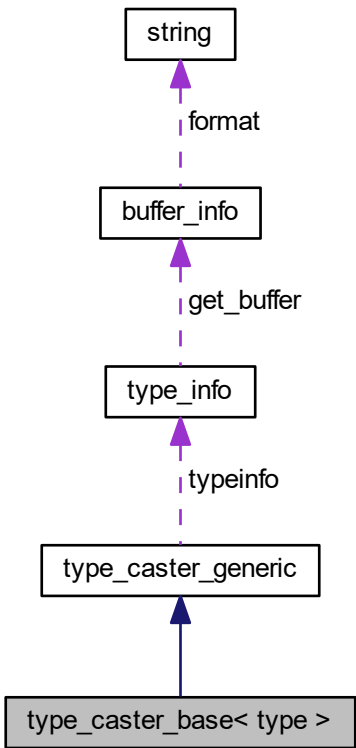 string
format
buffer_info
get_buffer
type_info
typeinfo
type_caster_generic
type_caster_base< type >